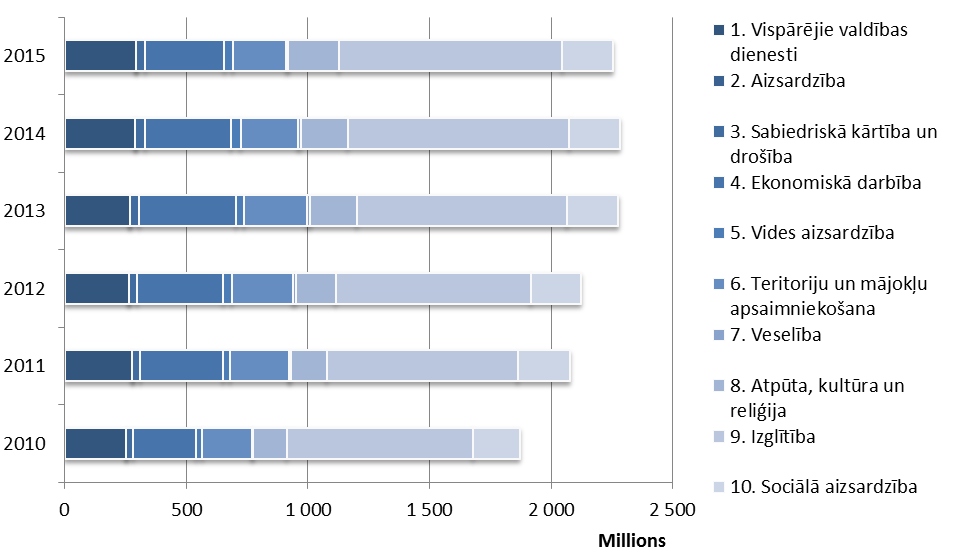 2015
2014
2013
2012
2011
2010
0
500
1 000
1 500
2 000
2 500
Millions
1. Vispārējie valdības
dienesti
2. Aizsardzība
3. Sabiedriskā kārtība un
drošība
4. Ekonomiskā darbība
5. Vides aizsardzība
6. Teritoriju un mājokļu
apsaimniekošana
7. Veselība
8. Atpūta, kultūra un
reliģija
9. Izglītība
10. Sociālā aizsardzība